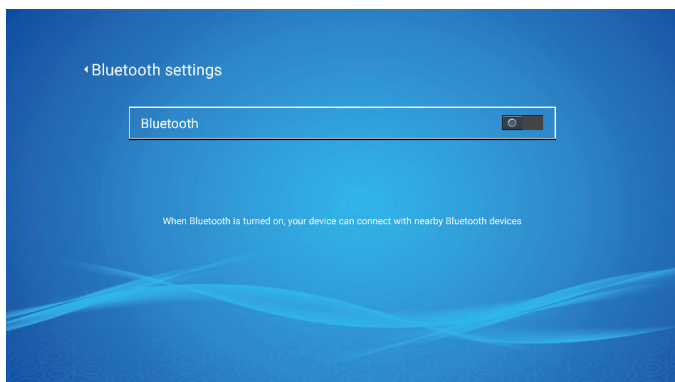 Bluetooth settings
Bluetooth
When Bluetooth is turned on, your device can connect with nearby Bluetooth devices